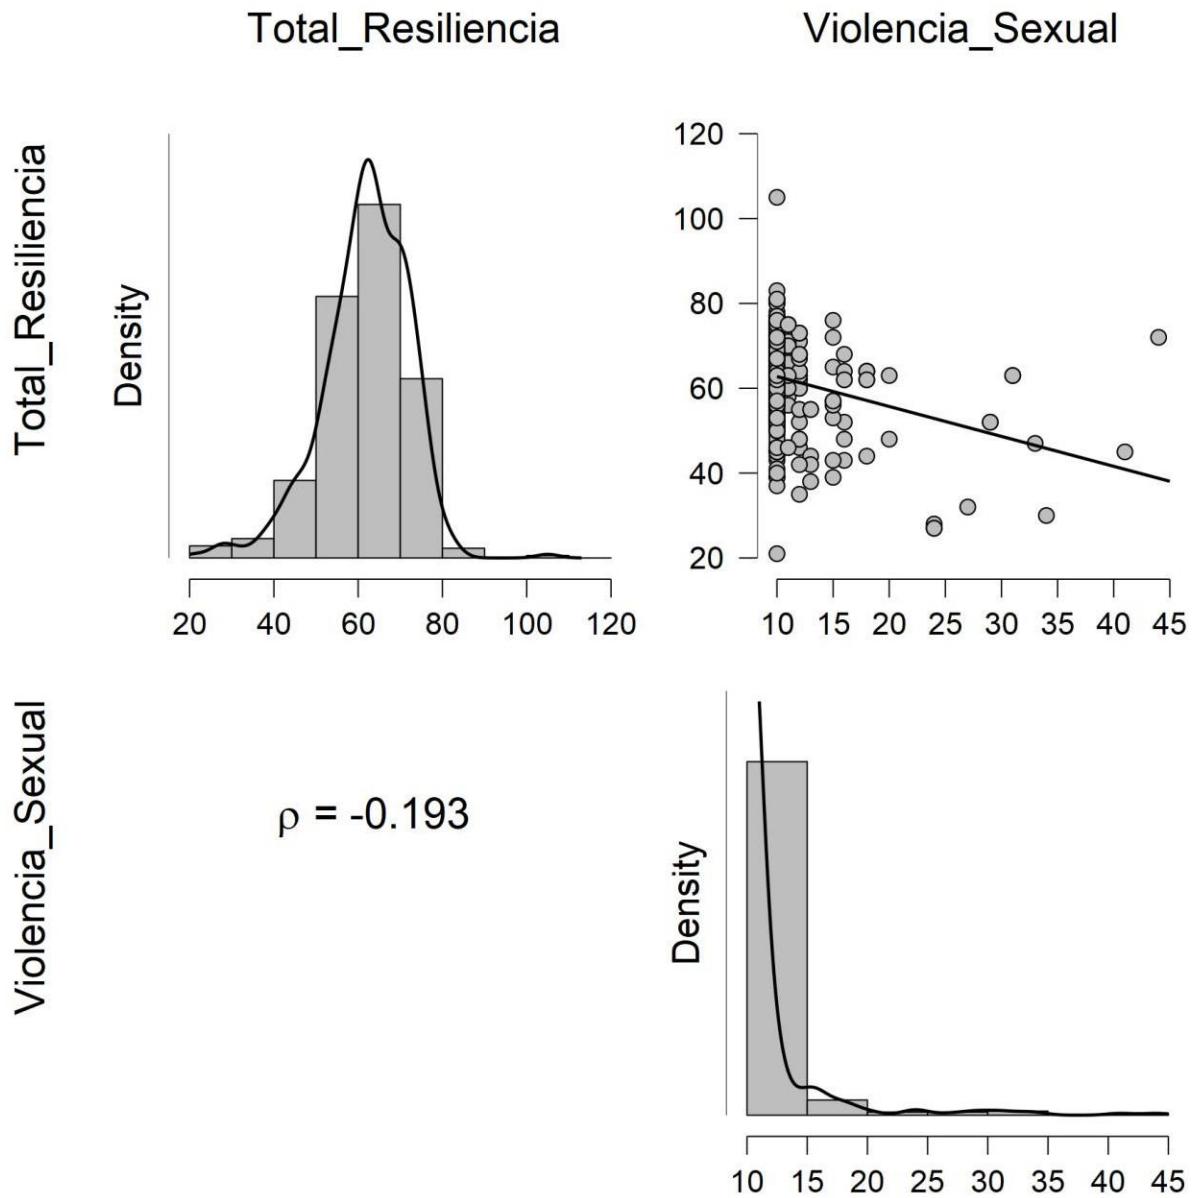 Total_Resiliencia
Violencia_Sexual
Total_Resiliencia
Density
20 40 60 80 100 120
120
100
80
60
40
20
10 15 20 25 30 35 40 45
Violencia_Sexual
ρ = -0.193
Density
10 15 20 25 30 35 40 45